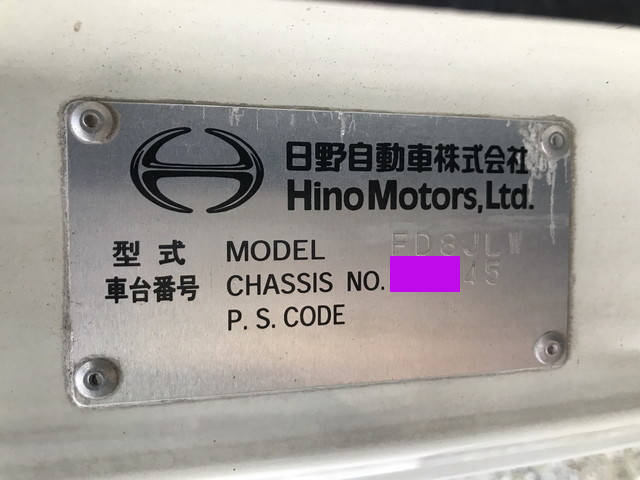 日野自動車株式会社
Hino Motors, Ltd.
型式 MODEL FD8JLW
車台番号 CHASSIS NO. 45
P.S. CODE